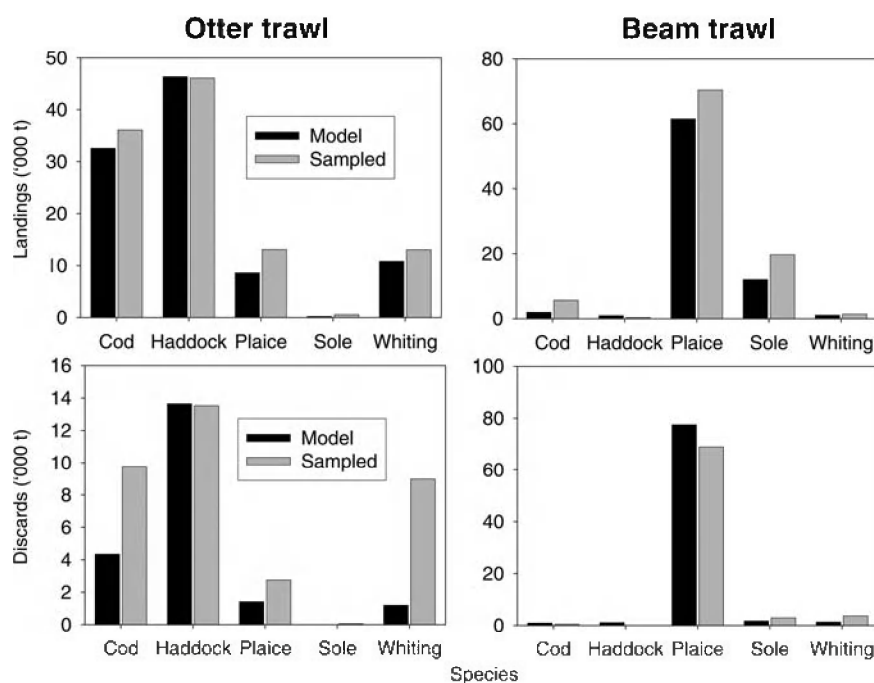 Otter trawl
Beam trawl
Landings ('000 t)
50
40
30
20
10
0
Model
Sampled
Cod Haddock Plaice Sole Whiting
80
60
40
20
0
Cod Haddock Plaice Sole Whiting
Discards ('000 t)
16
14
12
10
8
6
4
2
0
Model
Sampled
Cod Haddock Plaice Sole Whiting
100
80
60
40
20
0
Cod Haddock Plaice Sole Whiting
Species